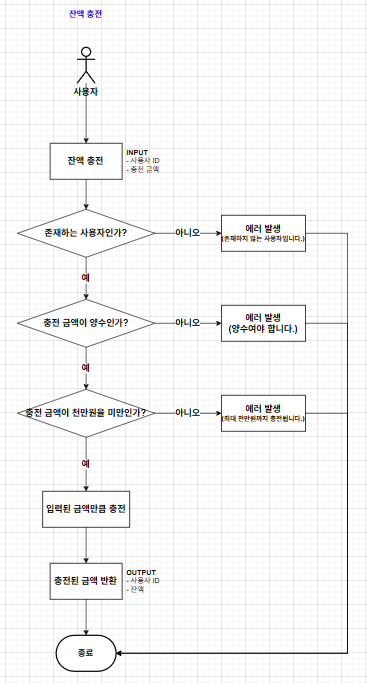 잔액 충전
사용자
잔액 충전
INPUT
- 사용자 ID
- 충전 금액
존재하는 사용자인가?
아니오
에러 발생
(존재하지 않는 사용자입니다.)
예
충전 금액이 양수인가?
아니오
에러 발생
(양수여야 합니다.)
예
충전 금액이 천만원을 미만인가?
아니오
에러 발생
(최대 천만원까지 충전됩니다.)
예
입력된 금액만큼 충전
충전된 금액 반환
OUTPUT
- 사용자 ID
- 잔액
종료